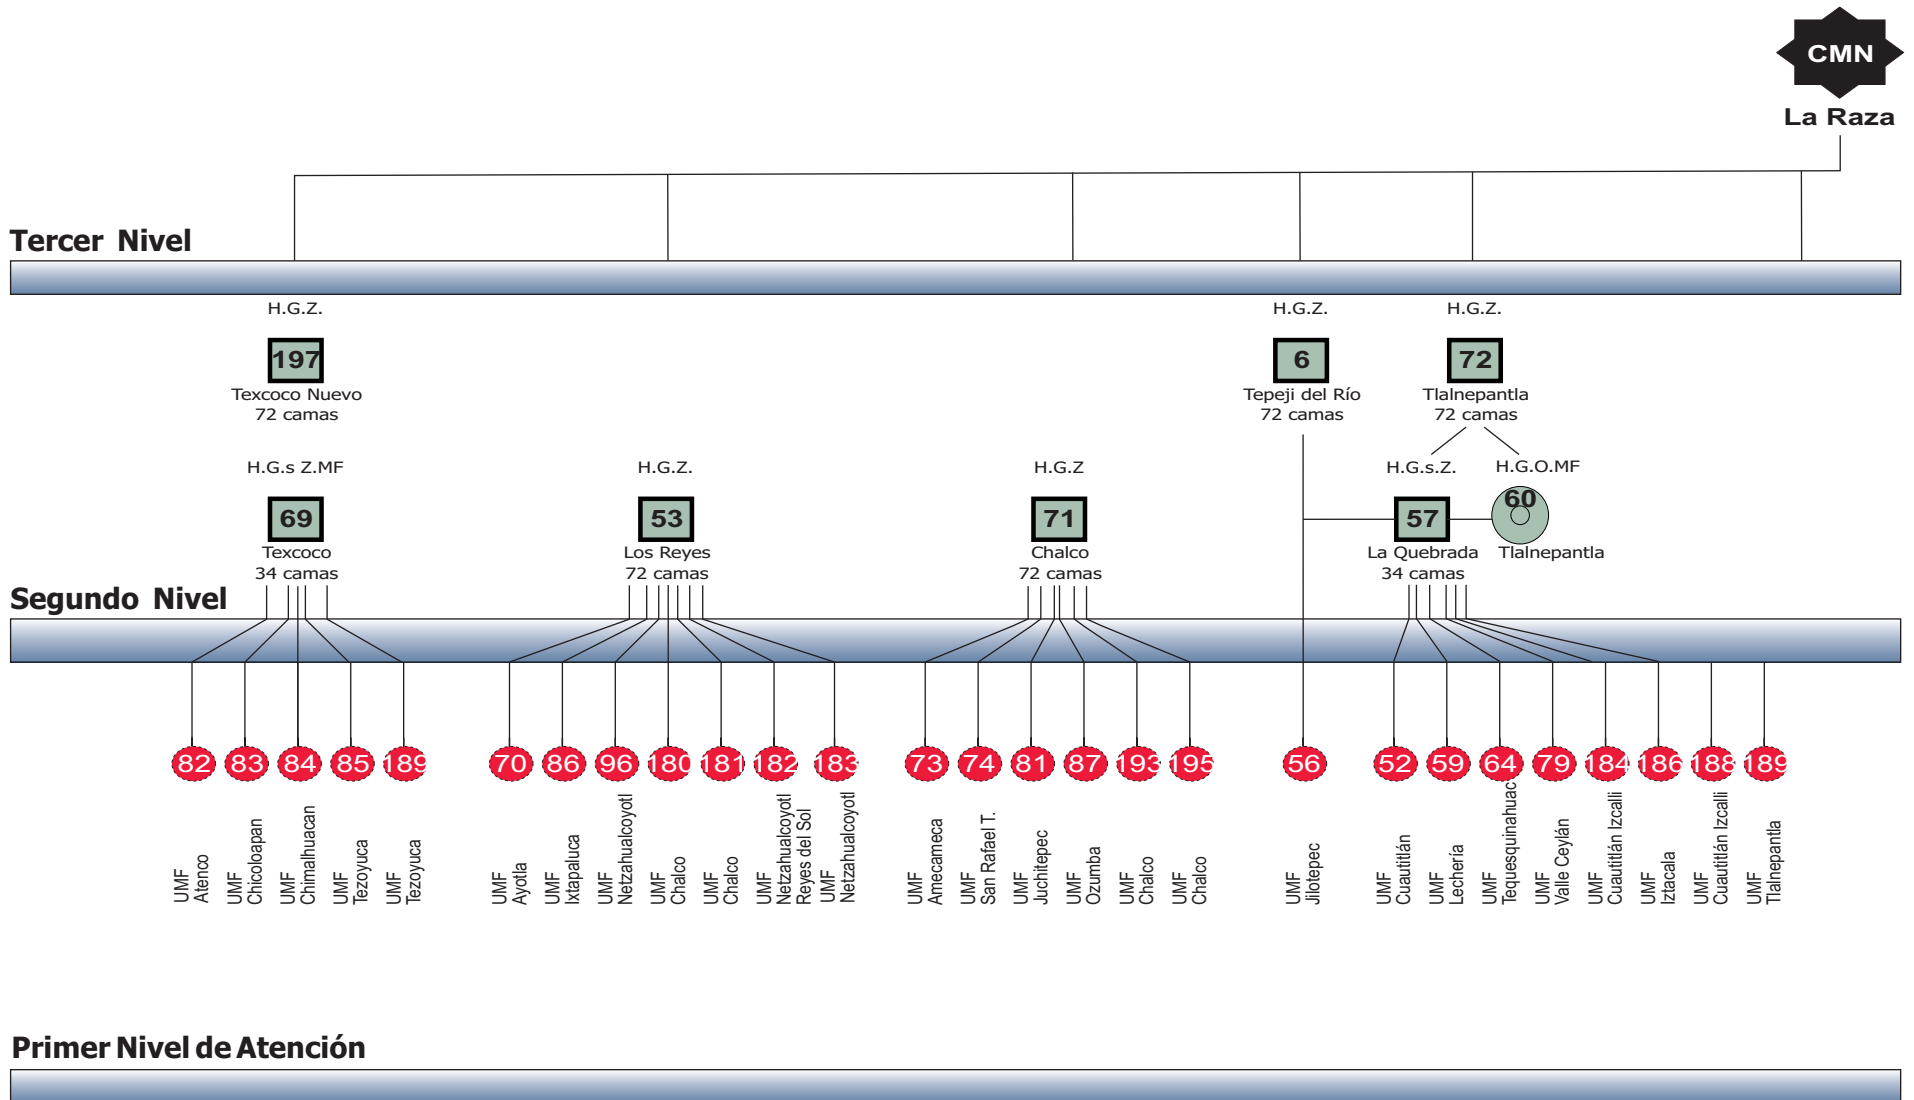 CMN
La Raza
Tercer Nivel
H.G.Z.
197
Texcoco Nuevo
72 camas
H.G.Z.
6
Tepeji del Río
72 camas
H.G.Z.
72
Tlalnepantla
72 camas
H.G.s Z.MF
69
Texcoco
34 camas
H.G.Z.
53
Los Reyes
72 camas
H.G.Z
71
Chalco
72 camas
H.G.s.Z.
57
La Quebrada
34 camas
H.G.O.MF
60
Tlalnepantla
Segundo Nivel
82
UMF
Atenco
83
UMF
Chicoloapan
84
UMF
Chimalhuacan
85
UMF
Tezoyuca
189
UMF
Tezoyuca
70
UMF
Ayotla
86
UMF
Ixtapaluca
96
UMF
Netzahualcoyotl
180
UMF
Chalco
181
UMF
Chalco
182
UMF
Netzahualcoyotl
Reyes del Sol
183
UMF
Netzahualcoyotl
73
UMF
Amecameca
74
UMF
San Rafael T.
81
UMF
Juchitepec
87
UMF
Ozumba
193
UMF
Chalco
195
UMF
Chalco
56
UMF
Jilotepec
52
UMF
Cuautitlán
59
UMF
Lechería
64
UMF
Tequesquinahuac
79
UMF
Valle Ceylán
184
UMF
Cuautitlán Izcalli
186
UMF
Iztacala
188
UMF
Cuautitlán Izcalli
189
UMF
Tlalnepantla
Primer Nivel de Atención